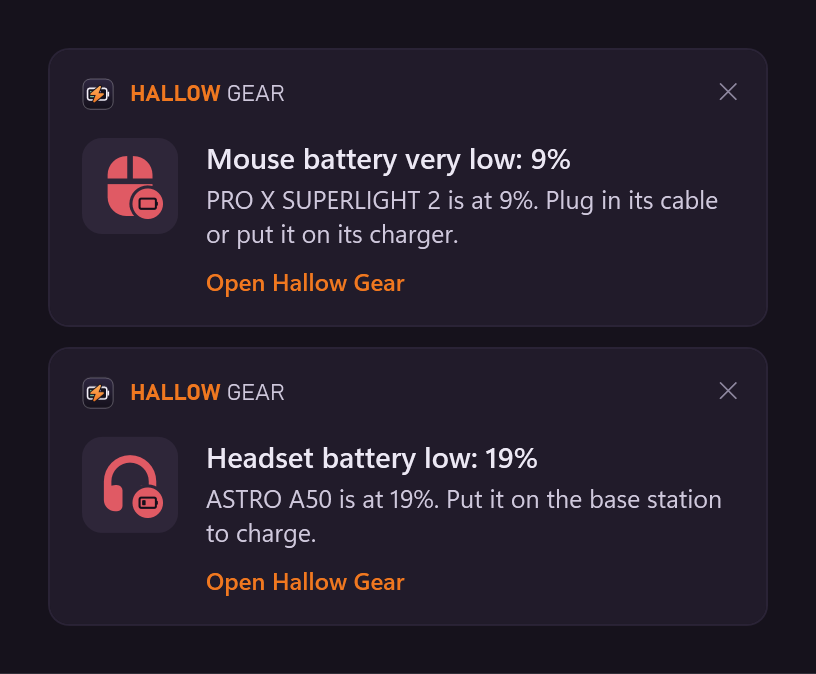 HALLOW GEAR
Mouse battery very low: 9%
PRO X SUPERLIGHT 2 is at 9%. Plug in its cable
or put it on its charger.
Open Hallow Gear
HALLOW GEAR
Headset battery low: 19%
ASTRO A50 is at 19%. Put it on the base station
to charge.
Open Hallow Gear